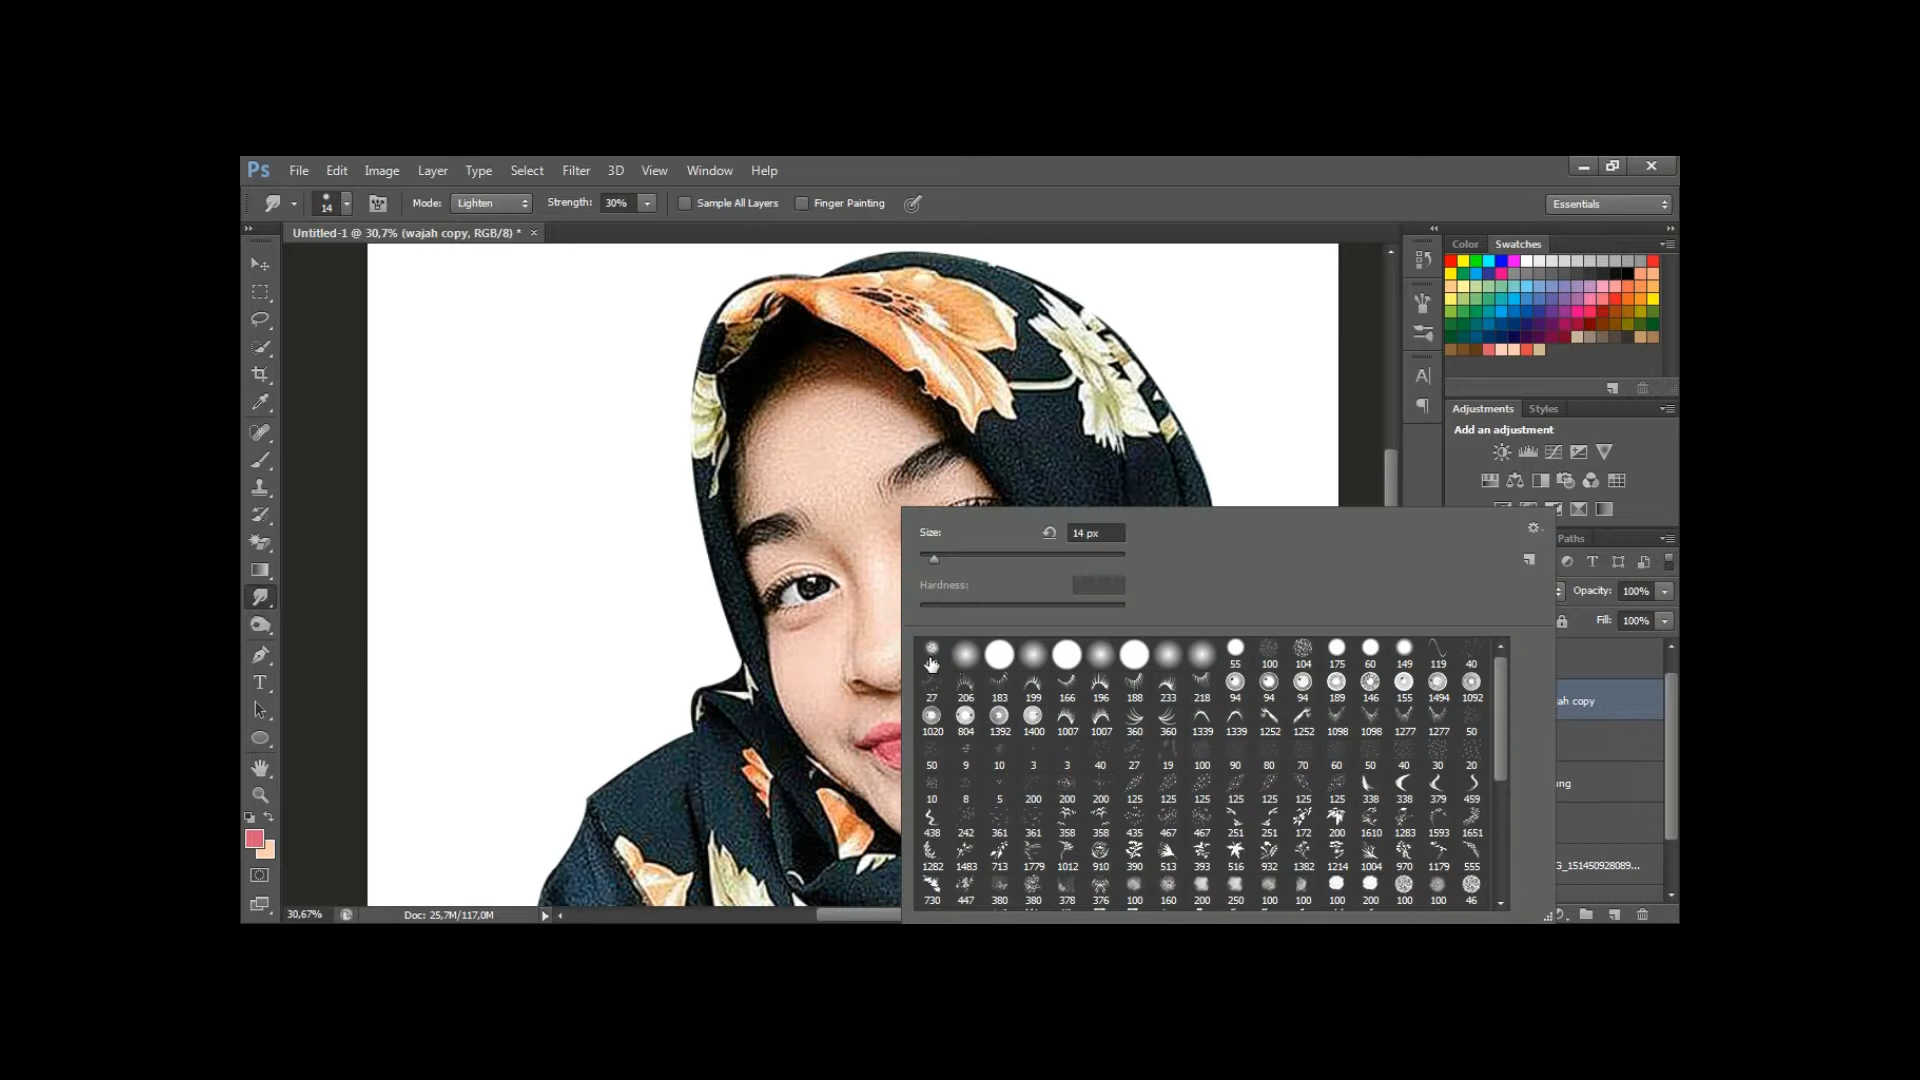 Ps File Edit Image Layer Type Select Filter 3D View Window Help
14 Mode: Lighten Strength: 30% Sample All Layers Finger Painting Essentials
Untitled-1 @ 30,7% (wajah copy, RGB/8) * ×
Color Swatches
Adjustments Styles
Add an adjustment
Size: 14 px
Hardness:
Paths
Opacity: 100%
Fill: 100%
55 100 104 175 60 149 119 40
27 206 183 199 166 196 188 233 218 94 94 94 189 146 155 1494 1092
1020 804 1392 1400 1007 1007 360 360 1339 1339 1252 1252 1098 1098 1277 1277 50
50 9 10 3 3 40 27 19 100 90 80 70 60 50 40 30 20
10 8 5 200 200 200 125 125 125 125 125 125 125 338 338 379 459
438 242 361 361 358 358 435 467 467 251 251 172 200 1610 1283 1593 1651
1282 1483 713 1779 1012 910 390 513 393 516 932 1382 1214 1004 970 1179 555
730 447 380 380 378 376 100 160 200 250 100 100 100 200 100 100 46
ah copy
ng
G_151450928089...
30,67% Doc: 25,7M/117,0M